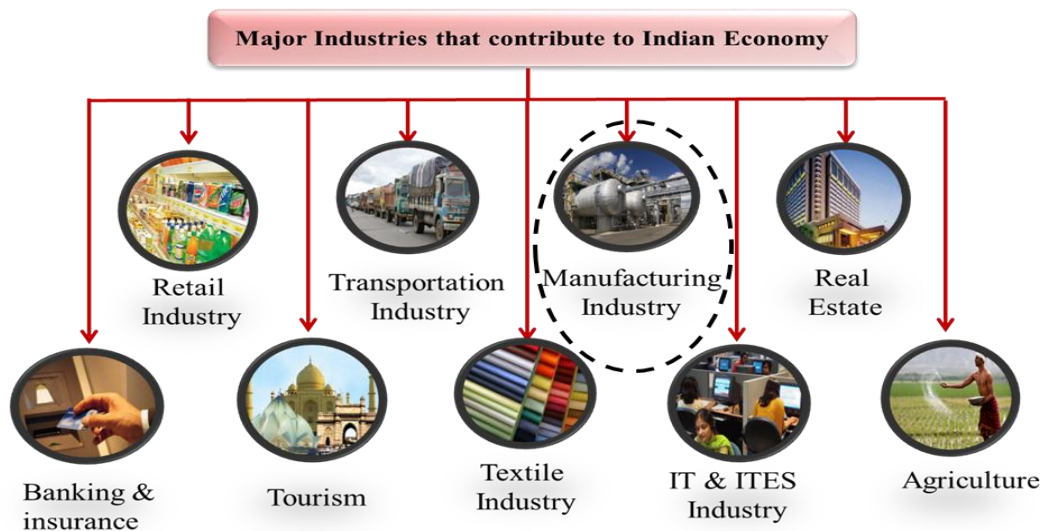 Major Industries that contribute to Indian Economy
Retail
Industry
Transportation
Industry
Manufacturing
Industry
Real
Estate
Banking &
insurance
Tourism
Textile
Industry
IT & ITES
Industry
Agriculture